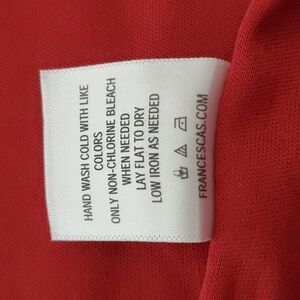 HAND WASH COLD WITH LIKE
COLORS
ONLY NON-CHLORINE BLEACH
WHEN NEEDED
LAY FLAT TO DRY
LOW IRON AS NEEDED
FRANCESCAS.COM